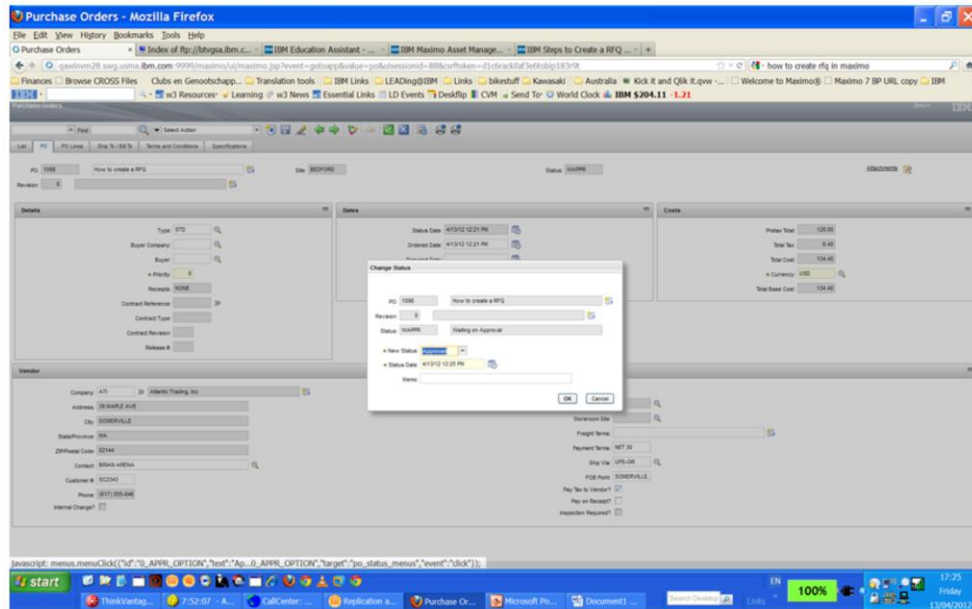 Purchase Orders - Mozilla Firefox
File Edit View History Bookmarks Tools Help
Purchase Orders × Index of ftp://btvgsa.ibm.c... × IBM Education Assistant - ... × IBM Maximo Asset Manage... × IBM Steps to Create a RFQ ... × +
how to create rfq in maximo
Finances Browse CROSS Files Clubs en Genootschapp... Translation tools IBM Links LEADing@IBM Links bikestuff Kawasaki Australia Kick it and Qlik it.qvw -... Welcome to Maximo® Maximo 7 BP URL copy IBM
w3 Resources Learning w3 News Essential Links LD Events Deskflip CVM Send To World Clock IBM $204.11 -1.21
Purchase Orders IBM
Find: Select Action
List PO PO Lines Ship To / Bill To Terms and Conditions Specifications
PO: 1098 How to create a RFQ Site: BEDFORD Status: WAPPR Attachments
Revision: 0
Details Dates Costs
Type: STD
Buyer Company:
Buyer:
Priority: 0
Receipts: NONE
Contract Reference:
Contract Type:
Contract Revision:
Release #:
Status Date: 4/13/12 12:21 PM
Ordered Date: 4/13/12 12:21 PM
Pretax Total: 128.00
Total Tax: 6.40
Total Cost: 134.40
Currency: USD
Total Base Cost: 134.40
Change Status
PO: 1098 How to create a RFQ
Revision: 0
Status: WAPPR Waiting on Approval
New Status: Approved
Status Date: 4/13/12 12:25 PM
Memo:
OK Cancel
Vendor
Company: ATI Atlantic Trading, Inc
Address: 39 MAPLE AVE
City: SOMERVILLE
State/Province: MA
ZIP/Postal Code: 02144
Contact: BRIAN ARENA
Customer #: SC2343
Phone:
Internal Change?
Storeroom Site:
Freight Terms:
Payment Terms: NET 30
Ship Via: UPS-GR
FOB Point: SOMERVILLE,
Pay Tax to Vendor?
Pay on Receipt?
Inspection Required?
javascript: menus.menuClick({"id":"0_APPR_OPTION","text":"Ap...0_APPR_OPTION","target":"po_status_menus","event":"click"});
start EN 100% 17:25
Friday
ThinkVantag... 7:52:07 - A... CallCenter: ... Replication a... Purchase Or... Microsoft Po... Document1 ... Search Desktop Links